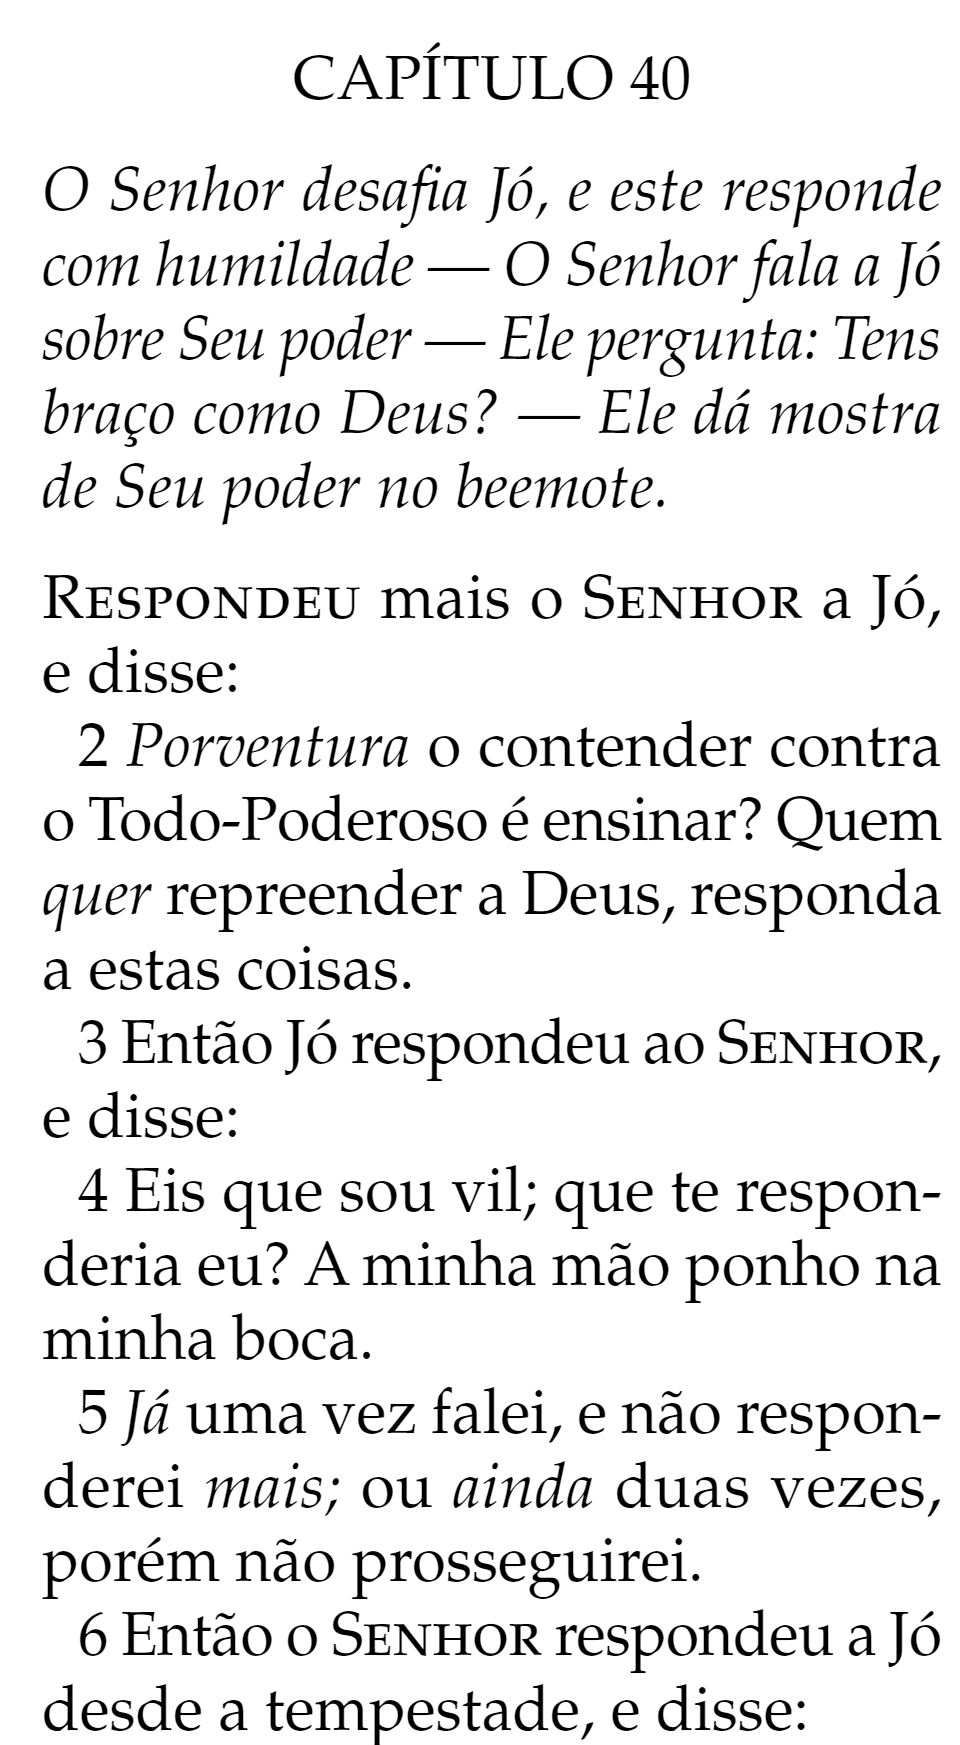 CAPÍTULO 40
O Senhor desafia Jó, e este responde
com humildade — O Senhor fala a Jó
sobre Seu poder — Ele pergunta: Tens
braço como Deus? — Ele dá mostra
de Seu poder no beemote.
RESPONDEU mais o SENHOR a Jó,
e disse:
2 Porventura o contender contra
o Todo-Poderoso é ensinar? Quem
quer repreender a Deus, responda
a estas coisas.
3 Então Jó respondeu ao SENHOR,
e disse:
4 Eis que sou vil; que te respon-
deria eu? A minha mão ponho na
minha boca.
5 Já uma vez falei, e não respon-
derei mais; ou ainda duas vezes,
porém não prosseguirei.
6 Então o SENHOR respondeu a Jó
desde a tempestade, e disse: